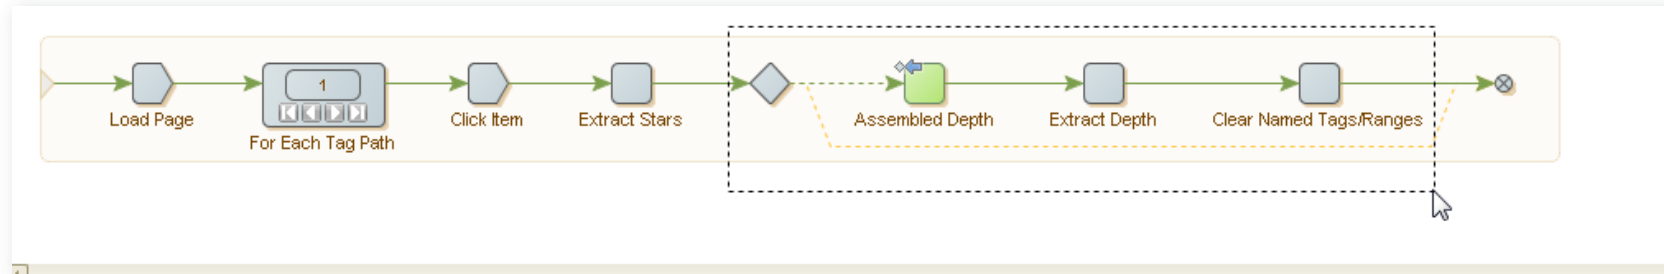 Load Page
1
For Each Tag Path
Click Item
Extract Stars
Assembled Depth
Extract Depth
Clear Named Tags/Ranges